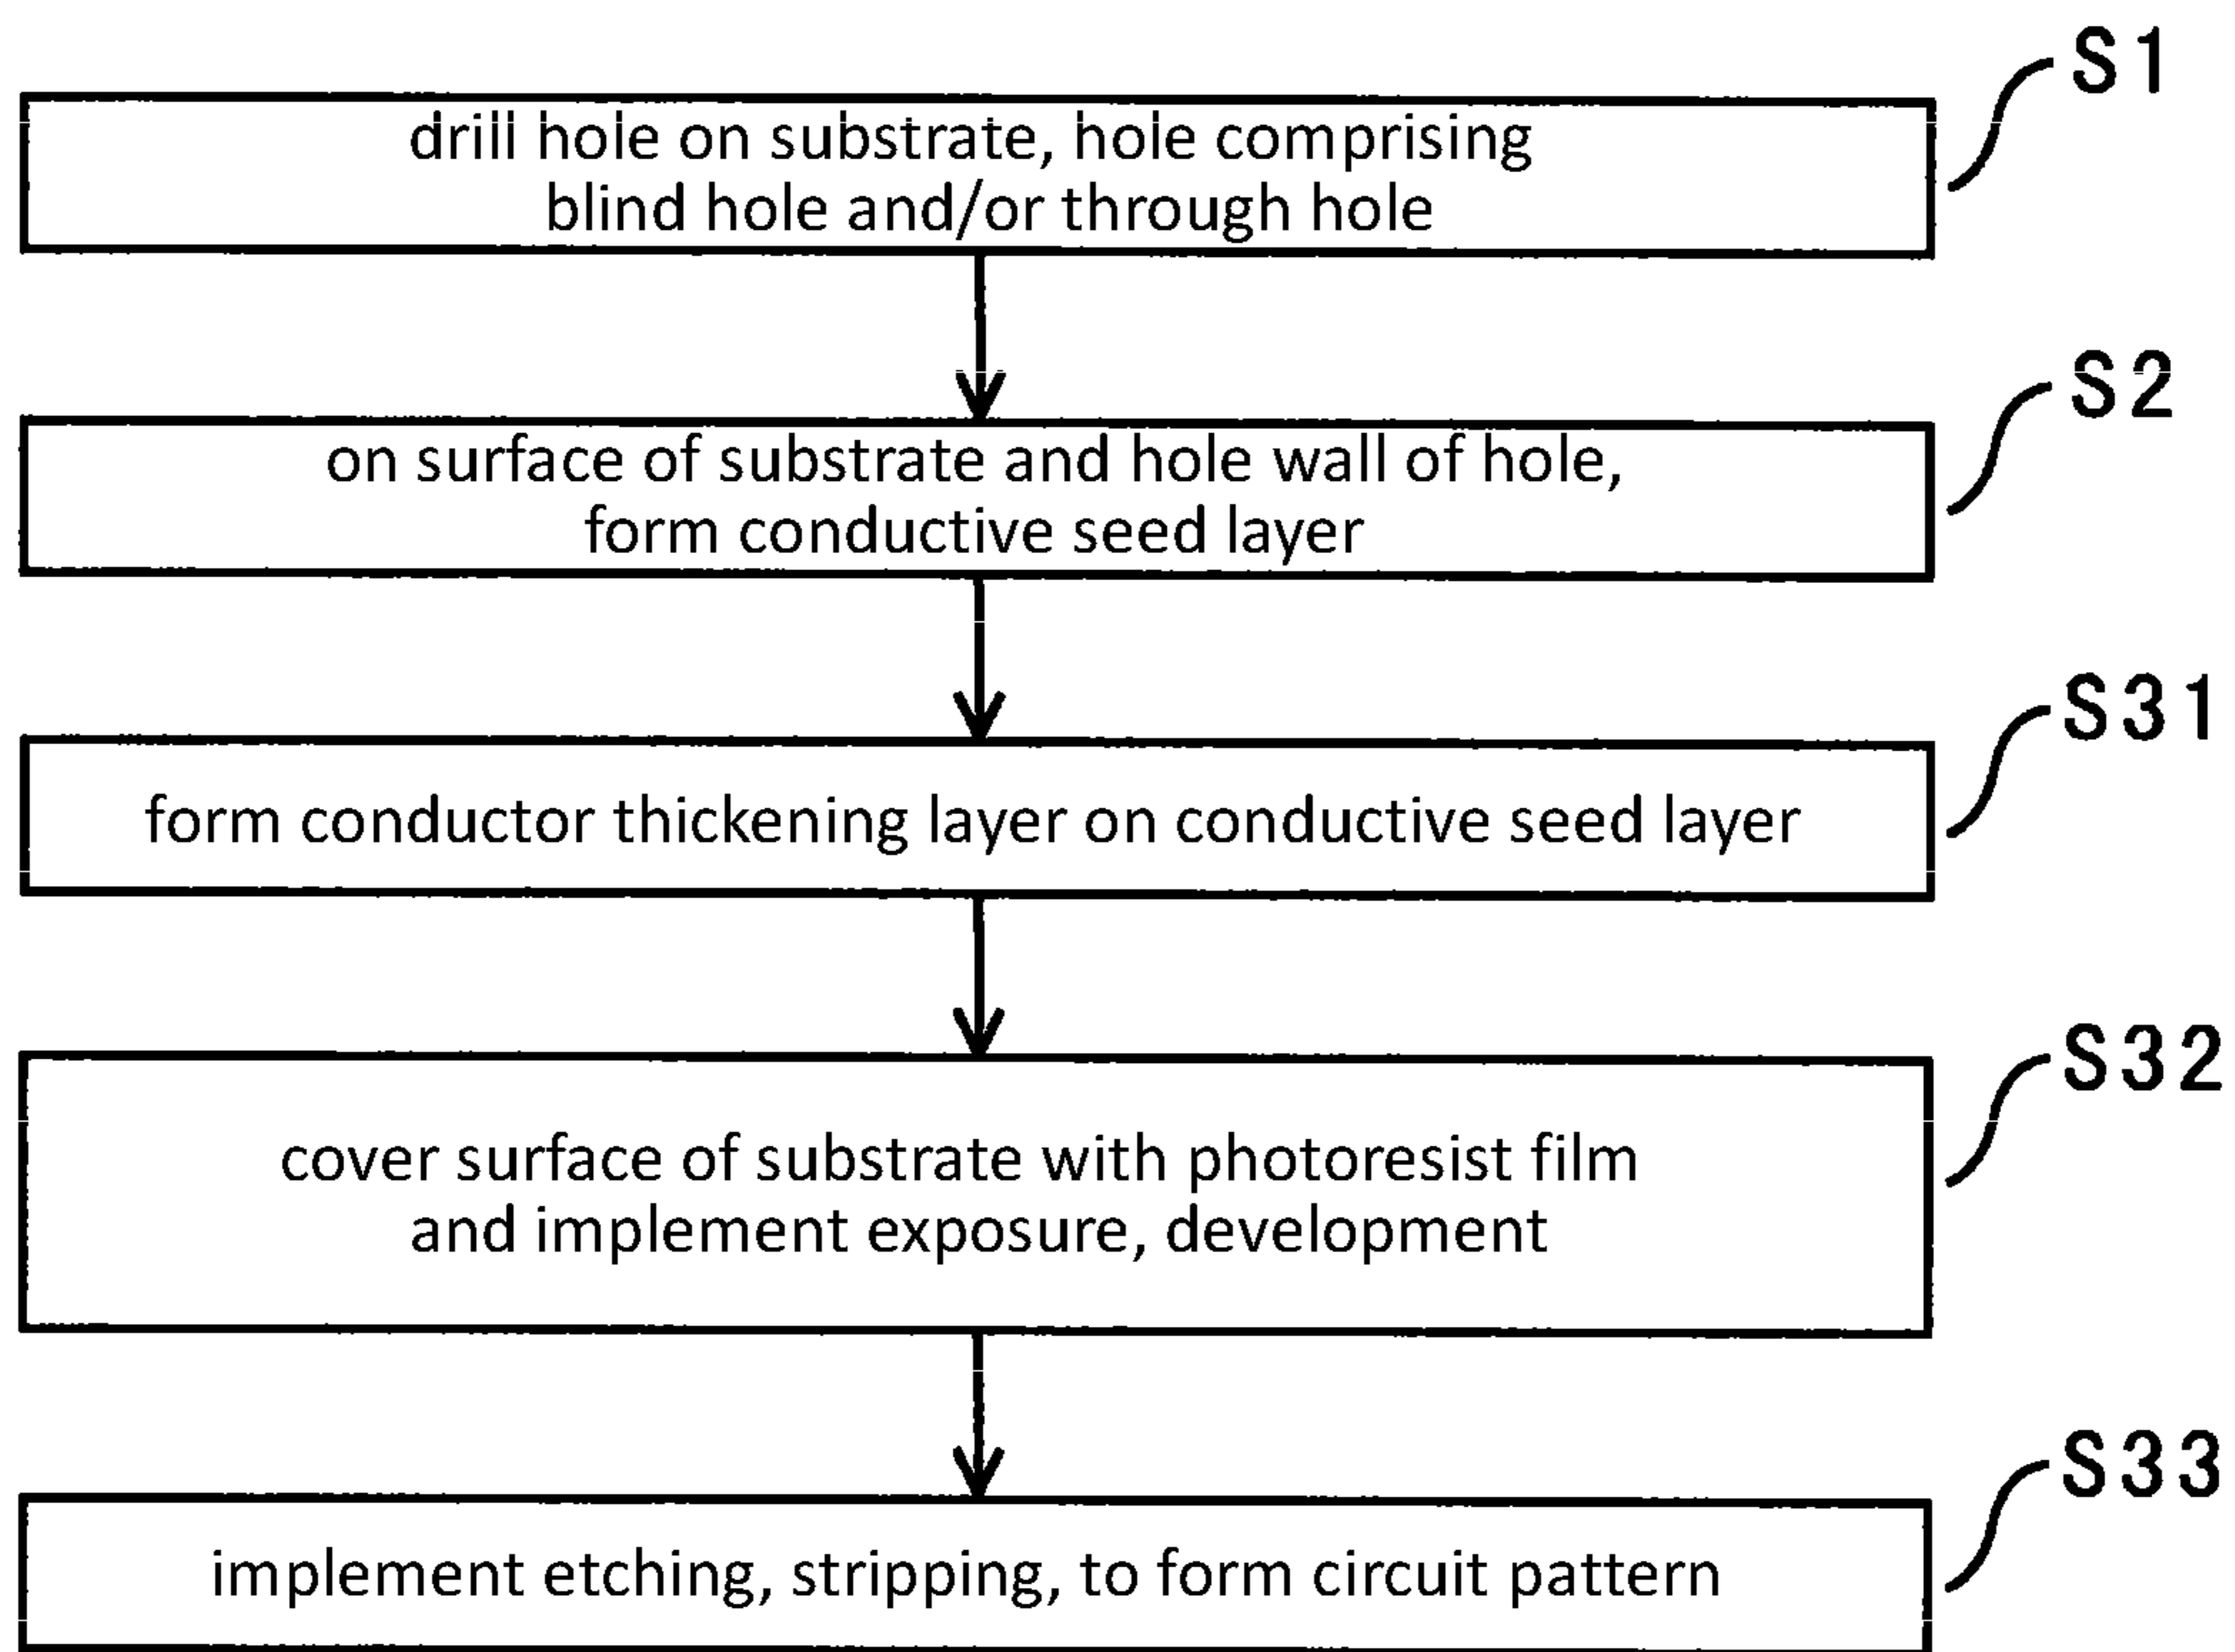 S1
drill hole on substrate, hole comprising
blind hole and/or through hole
S2
on surface of substrate and hole wall of hole,
form conductive seed layer
S31
form conductor thickening layer on conductive seed layer
S32
cover surface of substrate with photoresist film
and implement exposure, development
S33
implement etching, stripping, to form circuit pattern